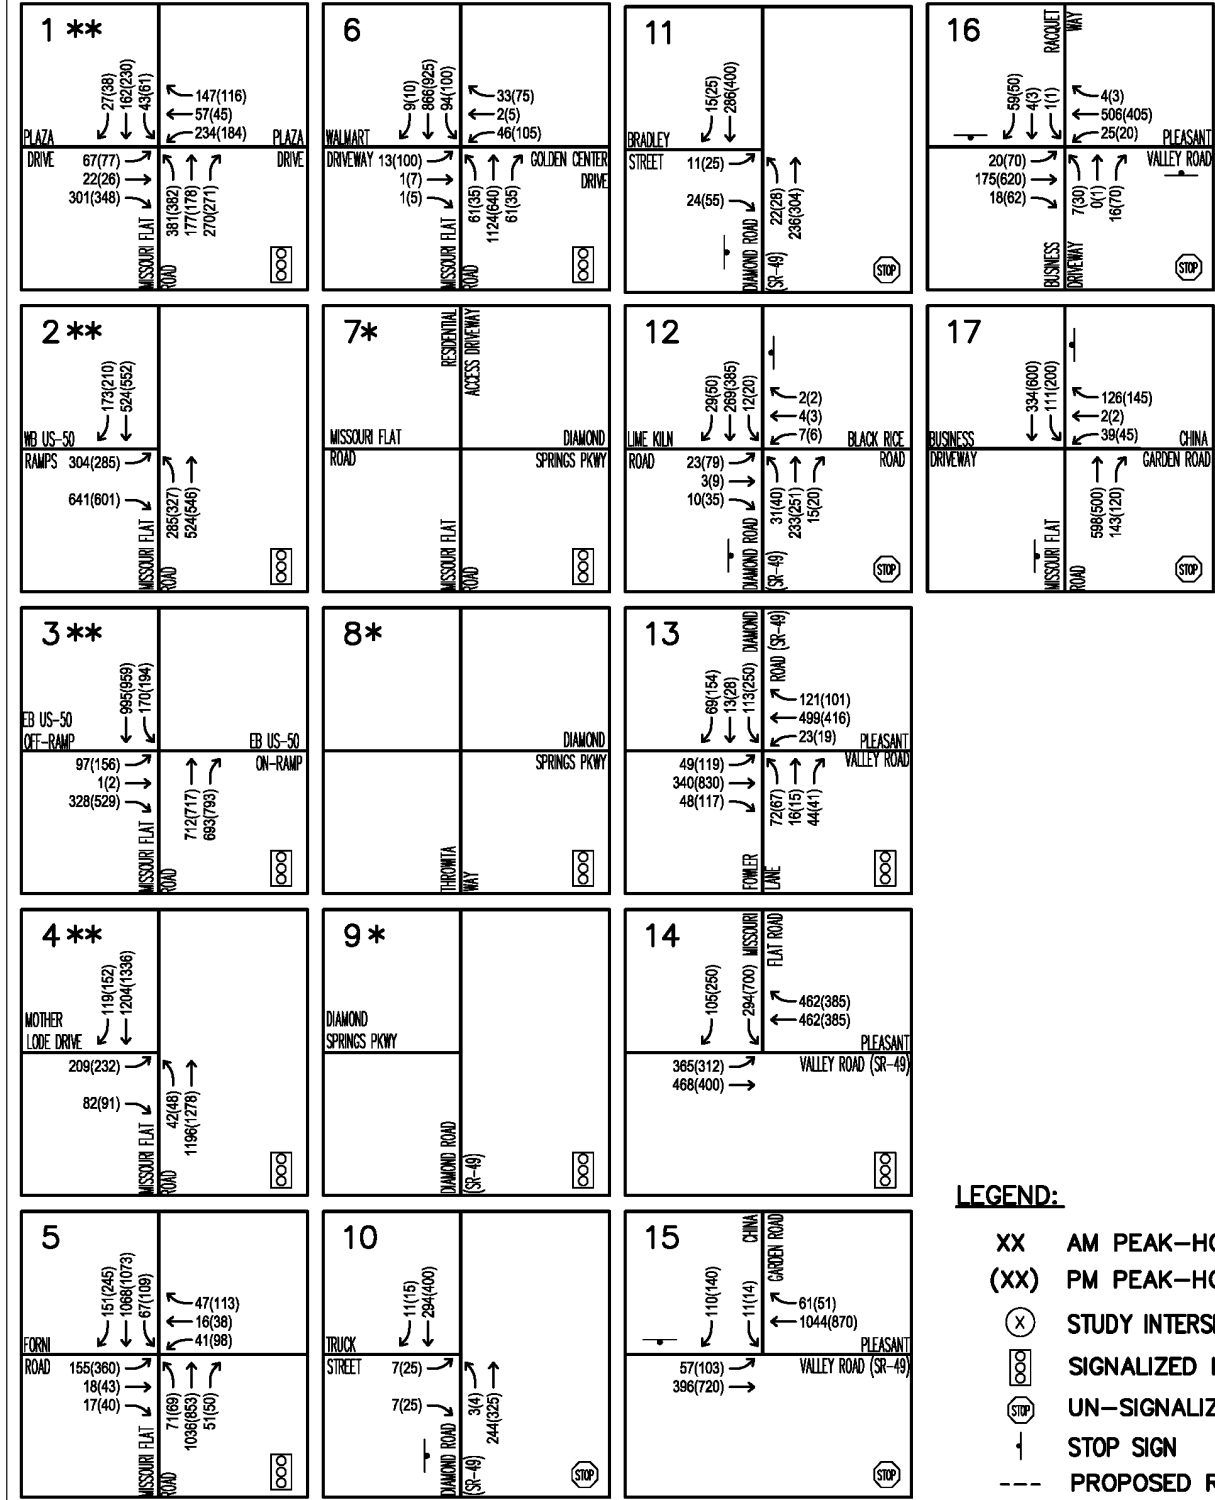 1 **
27(38)
162(230)
43(61)
147(116)
57(45)
234(184)
PLAZA
DRIVE
PLAZA
DRIVE
67(77)
22(26)
301(348)
381(382)
177(178)
270(271)
MISSOURI FLAT
ROAD
6
9(10)
866(925)
94(100)
33(75)
2(5)
46(105)
WALMART
DRIVEWAY
GOLDEN CENTER
DRIVE
13(100)
1(7)
1(5)
61(35)
1124(640)
61(35)
MISSOURI FLAT
ROAD
11
15(25)
286(400)
BRADLEY
STREET
11(25)
24(55)
22(28)
236(304)
DIAMOND ROAD
(SR-49)
STOP
16
RACQUET
WAY
59(50)
4(3)
1(1)
4(3)
506(405)
25(20)
PLEASANT
VALLEY ROAD
20(70)
175(620)
18(62)
7(30)
0(1)
16(70)
BUSINESS
DRIVEWAY
STOP
2 **
173(210)
524(552)
WB US-50
RAMPS
304(285)
641(601)
285(327)
524(546)
MISSOURI FLAT
ROAD
7*
RESIDENTIAL
ACCESS DRIVEWAY
MISSOURI FLAT
ROAD
DIAMOND
SPRINGS PKWY
MISSOURI FLAT
ROAD
12
29(50)
269(385)
12(20)
2(2)
4(3)
7(6)
LIME KILN
ROAD
BLACK RICE
ROAD
23(79)
3(9)
10(35)
31(40)
233(251)
15(20)
DIAMOND ROAD
(SR-49)
STOP
17
334(600)
111(200)
126(145)
2(2)
39(45)
BUSINESS
DRIVEWAY
CHINA
GARDEN ROAD
598(500)
143(120)
MISSOURI FLAT
ROAD
STOP
3 **
995(959)
170(194)
EB US-50
OFF-RAMP
EB US-50
ON-RAMP
97(156)
1(2)
328(529)
712(717)
693(793)
MISSOURI FLAT
ROAD
8*
DIAMOND
SPRINGS PKWY
THROWITA
WAY
13
DIAMOND
ROAD (SR-49)
69(154)
13(28)
113(250)
121(101)
499(416)
23(19)
PLEASANT
VALLEY ROAD
49(119)
340(830)
48(117)
72(67)
16(15)
44(41)
FOWLER
LANE
4 **
119(152)
1204(1336)
MOTHER
LODE DRIVE
209(232)
82(91)
42(48)
1196(1278)
MISSOURI FLAT
ROAD
9 *
DIAMOND
SPRINGS PKWY
DIAMOND ROAD
(SR-49)
14
MISSOURI
FLAT ROAD
105(250)
294(700)
462(385)
462(385)
PLEASANT
VALLEY ROAD (SR-49)
365(312)
468(400)
5
151(245)
1068(1073)
67(109)
47(113)
16(38)
41(98)
FORNI
ROAD
155(360)
18(43)
17(40)
71(69)
1036(853)
51(50)
MISSOURI FLAT
ROAD
10
11(15)
294(400)
TRUCK
STREET
7(25)
7(25)
3(4)
244(325)
DIAMOND ROAD
(SR-49)
STOP
15
CHINA
GARDEN ROAD
110(140)
11(14)
61(51)
1044(870)
PLEASANT
VALLEY ROAD (SR-49)
57(103)
396(720)
STOP
LEGEND:
XX AM PEAK-HO
(XX) PM PEAK-HO
X STUDY INTERS
SIGNALIZED
STOP UN-SIGNALIZ
STOP SIGN
PROPOSED R